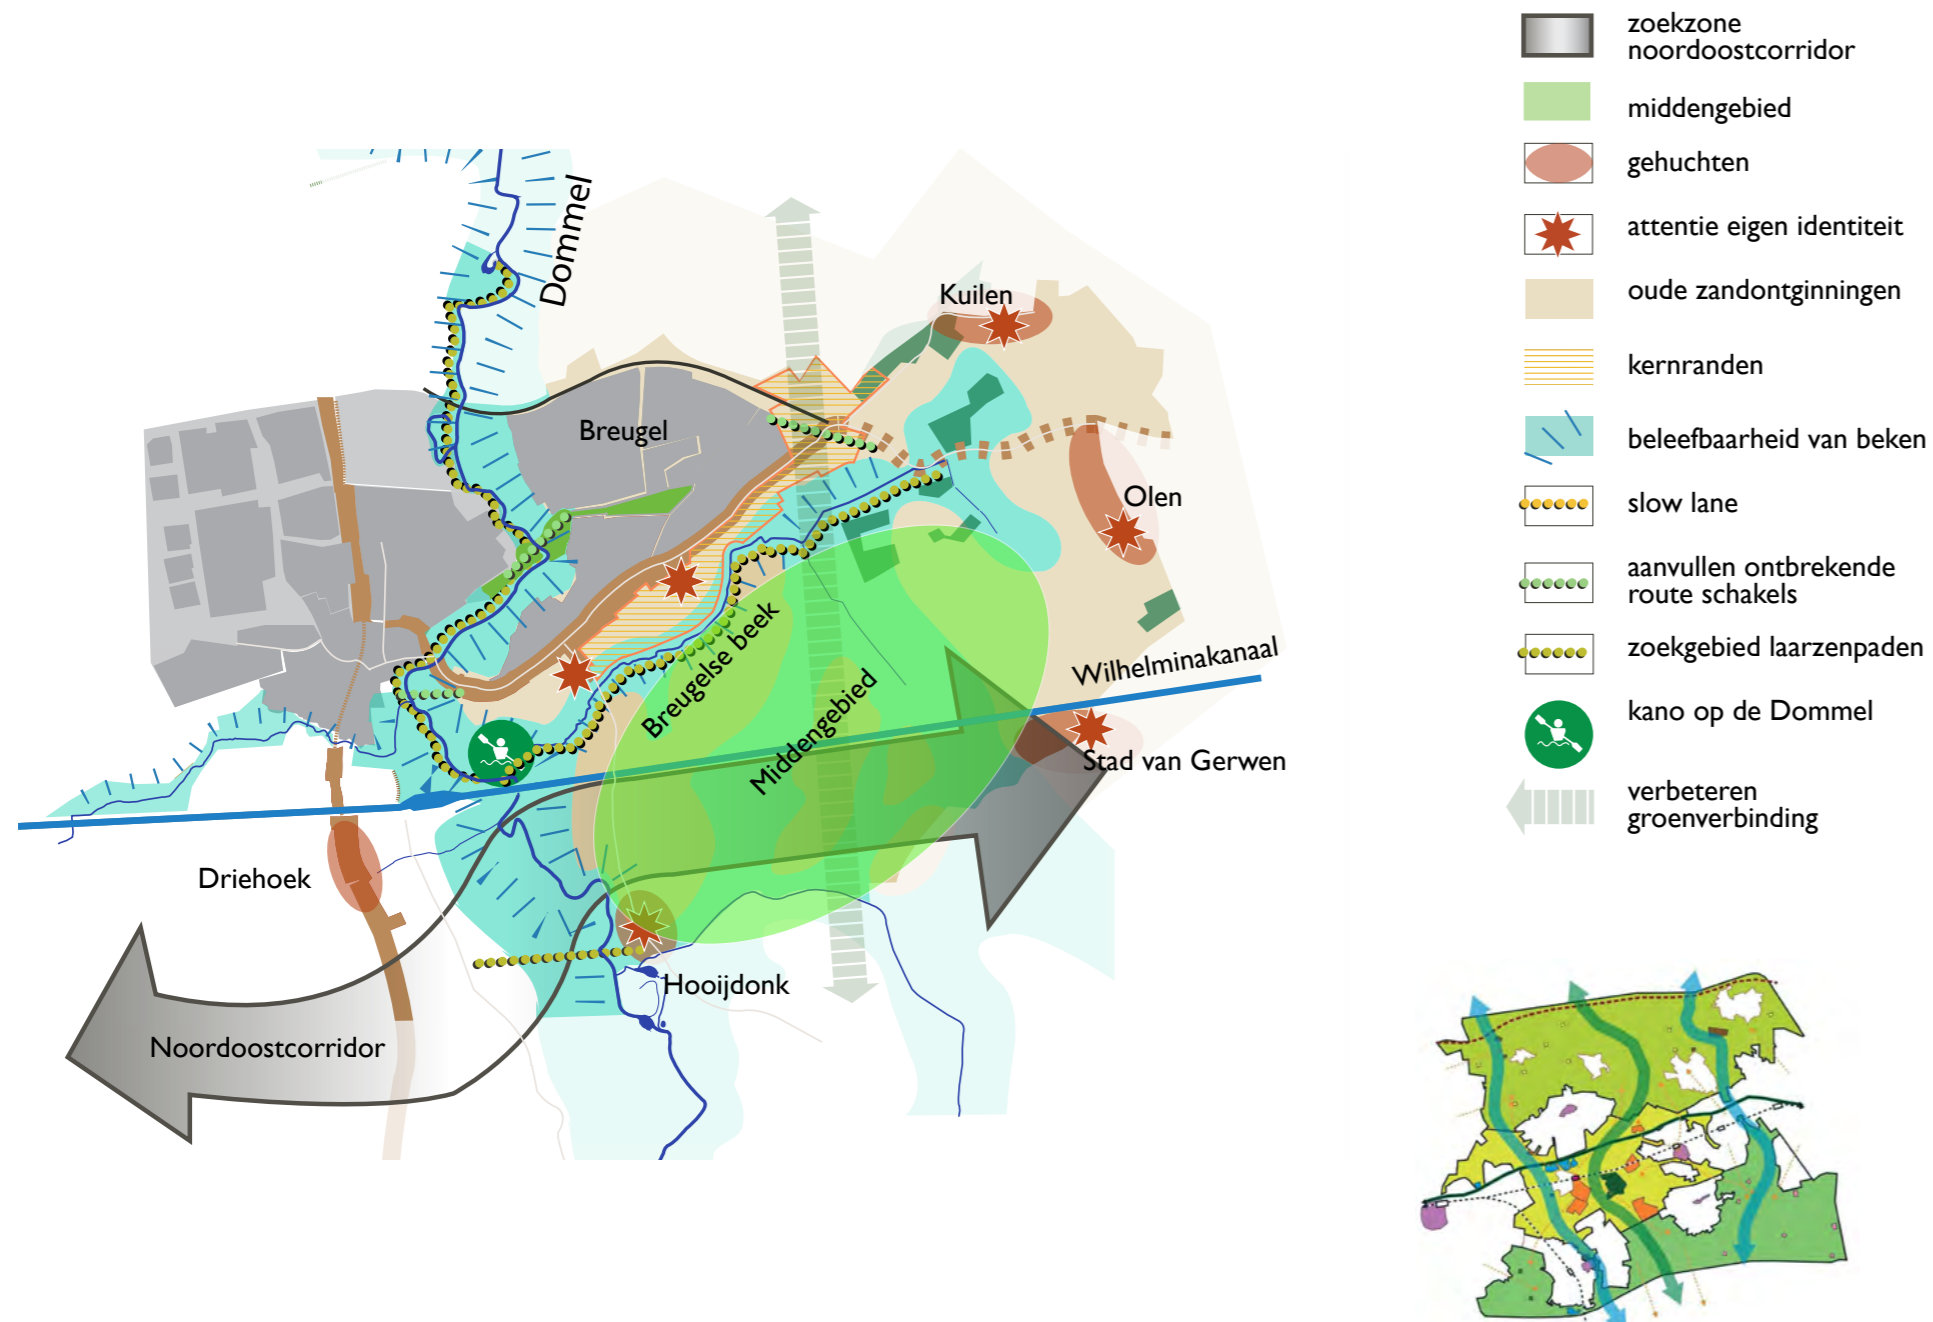 Dommel
Kuilen
Breugel
Olen
Breugelse beek
Middengebied
Wilhelminakanaal
Stad van Gerwen
Driehoek
Hooijdonk
Noordoostcorridor
zoekzone
noordoostcorridor
middengebied
gehuchten
attentie eigen identiteit
oude zandontginningen
kernranden
beleefbaarheid van beken
slow lane
aanvullen ontbrekende
route schakels
zoekgebied laarzenpaden
kano op de Dommel
verbeteren
groenverbinding